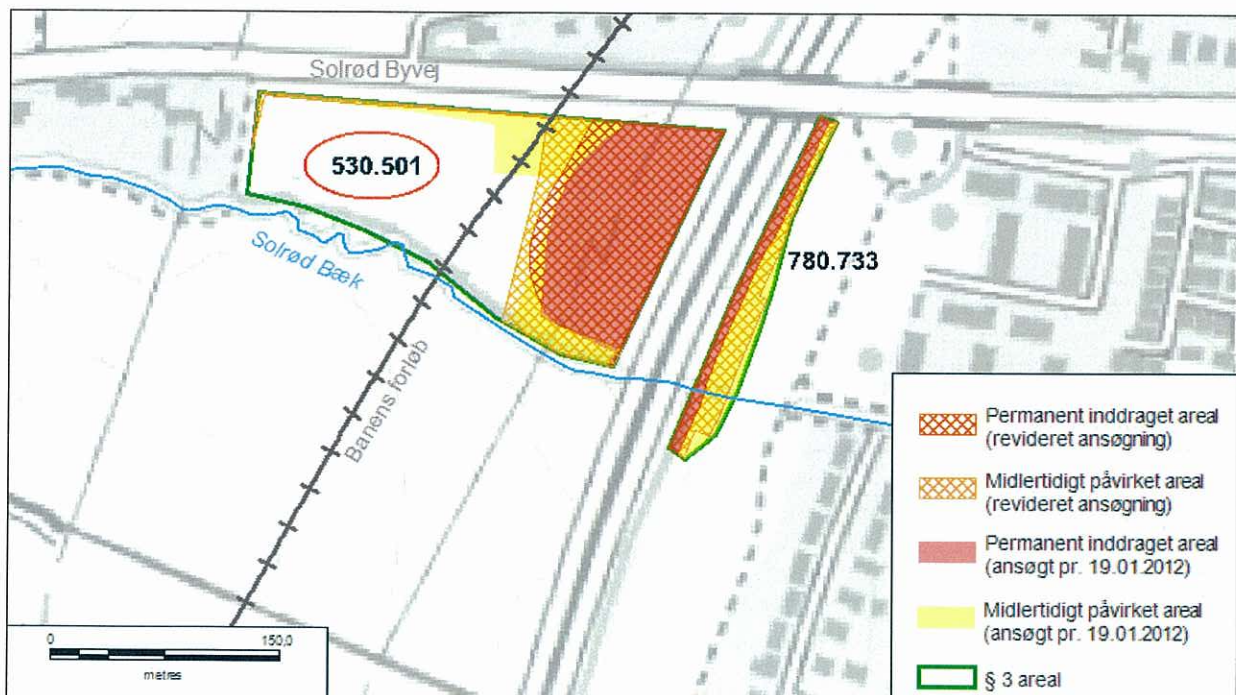 Solrød Byvej
530.501
Solrød Bæk
780.733
Banens forløb
Permanent inddraget areal
(revideret ansøgning)
Midlertidigt påvirket areal
(revideret ansøgning)
Permanent inddraget areal
(ansøgt pr. 19.01.2012)
Midlertidigt påvirket areal
(ansøgt pr. 19.01.2012)
§ 3 areal
0 150,0
metres